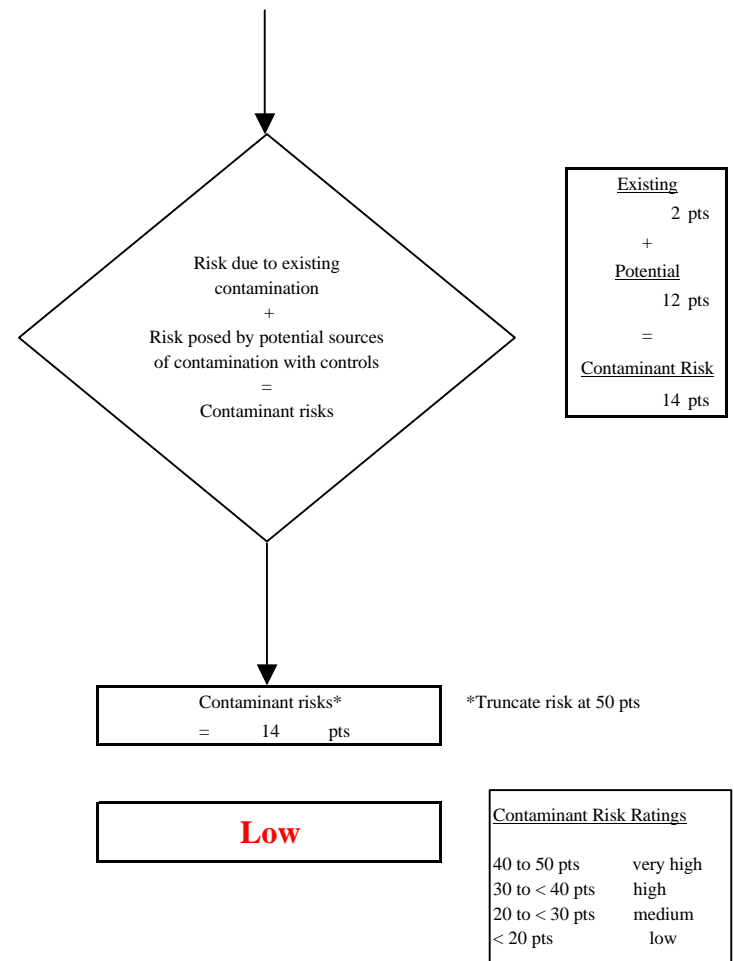 Risk due to existing
contamination
+
Risk posed by potential sources
of contamination with controls
=
Contaminant risks
Existing
2 pts
+
Potential
12 pts
=
Contaminant Risk
14 pts
Contaminant risks*
= 14 pts
*Truncate risk at 50 pts
Low
Contaminant Risk Ratings
40 to 50 pts very high
30 to < 40 pts high
20 to < 30 pts medium
< 20 pts low